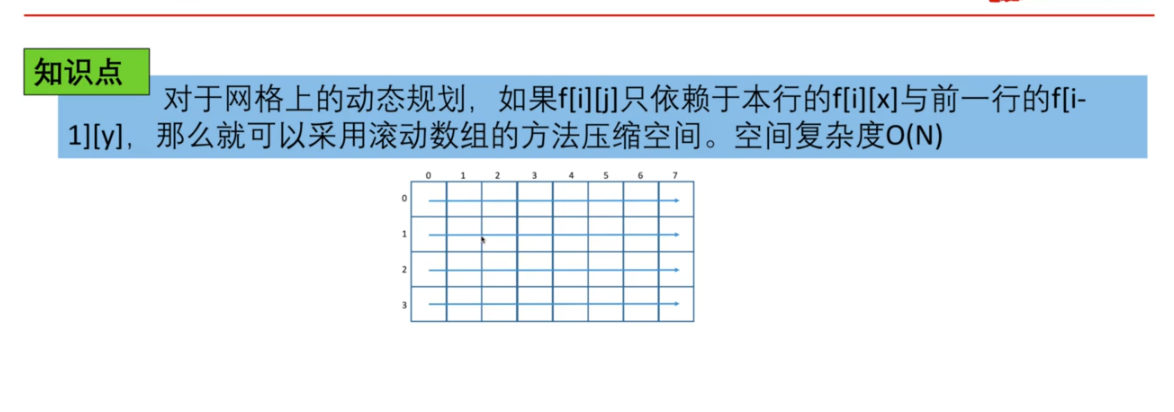 知识点
对于网格上的动态规划，如果f[i][j]只依赖于本行的f[i][x]与前一行的f[i-
1][y]，那么就可以采用滚动数组的方法压缩空间。空间复杂度O(N)
0 1 2 3 4 5 6 7
0
1
2
3